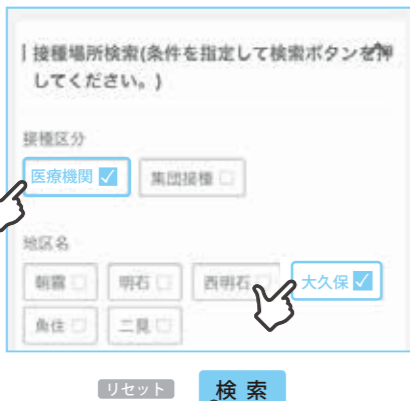 接種場所検索(条件を指定して検索ボタンを押
してください。)
接種区分
医療機関 集団接種
地区名
朝霧 明石 西明石 大久保
魚住 二見
リセット 検索